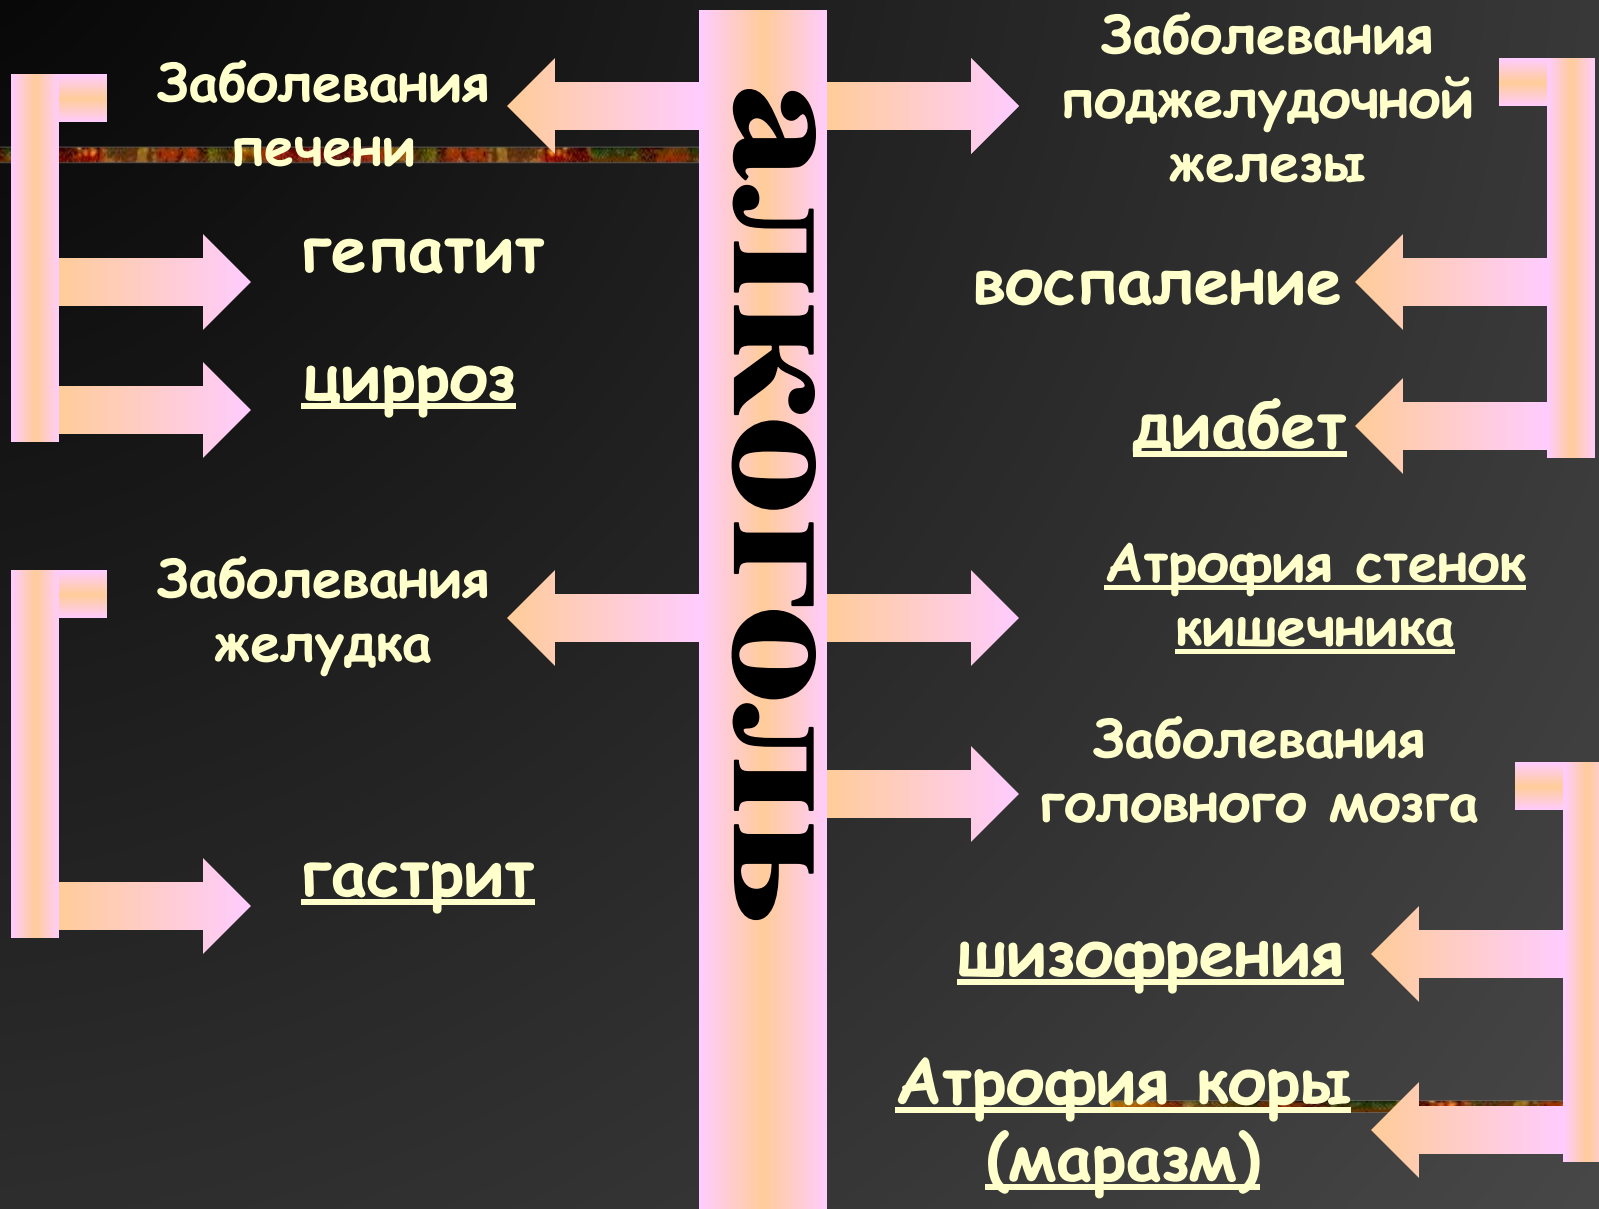 алкоголь
Заболевания
печени
гепатит
цирроз
Заболевания
желудка
гастрит
Заболевания
поджелудочной
железы
воспаление
диабет
Атрофия стенок
кишечника
Заболевания
головного мозга
шизофрения
Атрофия коры
(маразм)